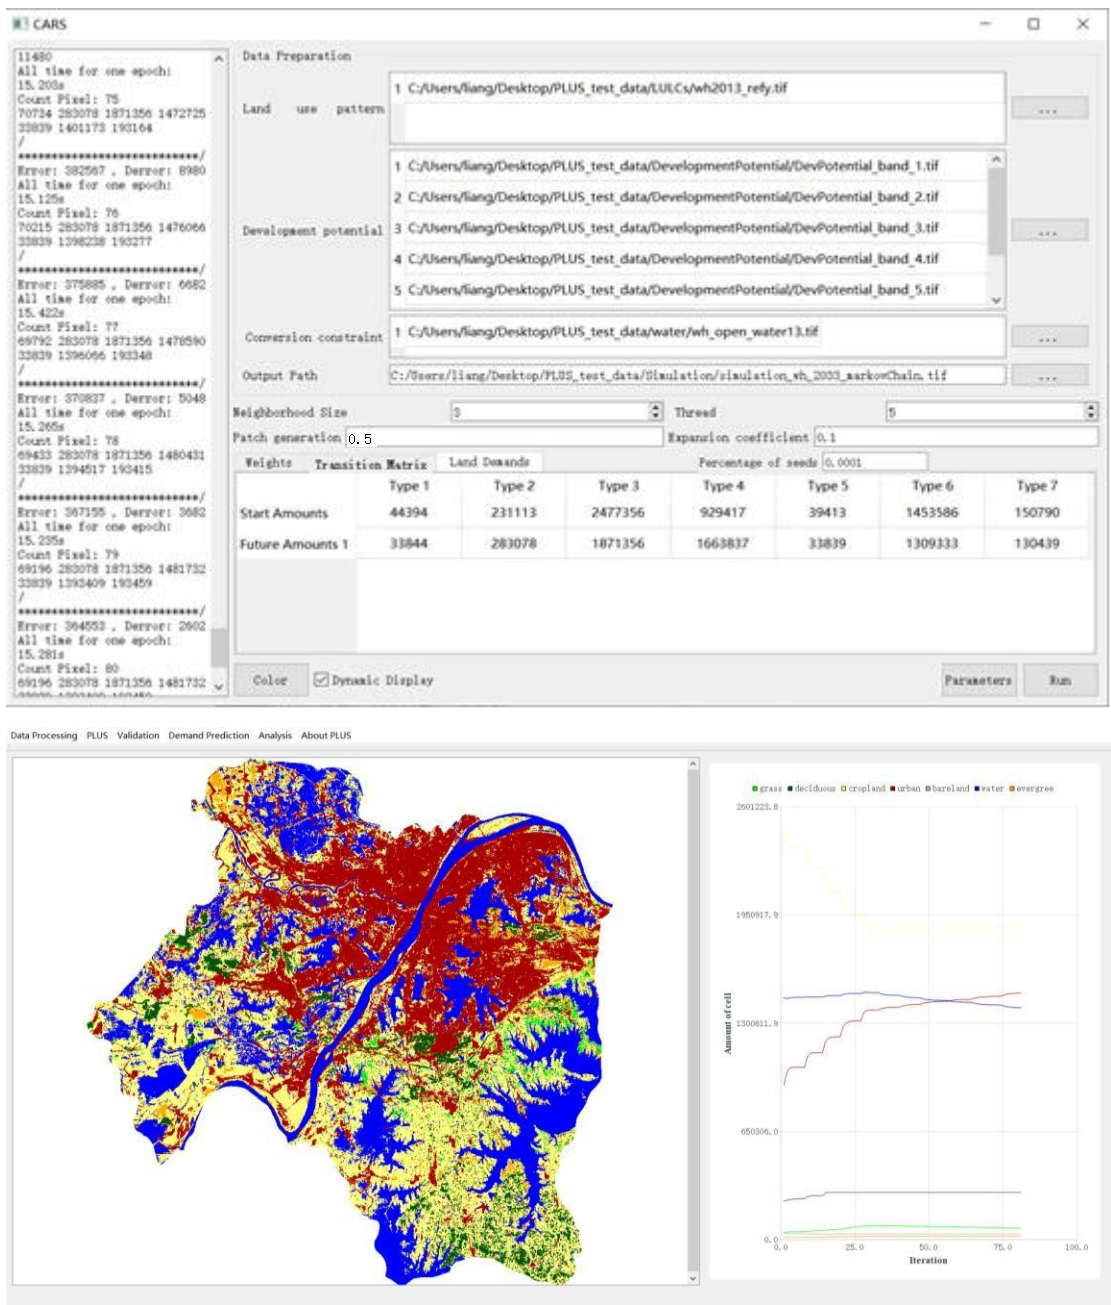 CARS
11480
All time for one epoch:
15.203s
Count Pixel: 75
70734 283078 1871356 1472725
33839 1401173 193164
/
****************************/
Error: 382567 , Derror: 8980
All time for one epoch:
15.125s
Count Pixel: 76
70215 283078 1871356 1476066
33839 1398238 193277
/
****************************/
Error: 375885 , Derror: 6682
All time for one epoch:
15.422s
Count Pixel: 77
69792 283078 1871356 1478590
33839 1396066 193348
/
****************************/
Error: 370837 , Derror: 5048
All time for one epoch:
15.265s
Count Pixel: 78
69433 283078 1871356 1480431
33839 1394517 193415
/
****************************/
Error: 367155 , Derror: 3682
All time for one epoch:
15.235s
Count Pixel: 79
69196 283078 1871356 1481732
33839 1393409 193459
/
****************************/
Error: 364553 , Derror: 2602
All time for one epoch:
15.281s
Count Pixel: 80
69196 283078 1871356 1481732
Data Preparation
Land use pattern
1 C:/Users/liang/Desktop/PLUS_test_data/LULCs/wh2013_refy.tif
...
Development potential
1 C:/Users/liang/Desktop/PLUS_test_data/DevelopmentPotential/DevPotential_band_1.tif
2 C:/Users/liang/Desktop/PLUS_test_data/DevelopmentPotential/DevPotential_band_2.tif
3 C:/Users/liang/Desktop/PLUS_test_data/DevelopmentPotential/DevPotential_band_3.tif
4 C:/Users/liang/Desktop/PLUS_test_data/DevelopmentPotential/DevPotential_band_4.tif
5 C:/Users/liang/Desktop/PLUS_test_data/DevelopmentPotential/DevPotential_band_5.tif
...
Conversion constraint
1 C:/Users/liang/Desktop/PLUS_test_data/water/wh_open_water13.tif
...
Output Path C:/Users/liang/Desktop/PLUS_test_data/Simulation/simulation_wh_2033_markovChain.tif ...
Neighborhood Size 3 Thread 5
Patch generation 0.5 Expansion coefficient 0.1
Weights Transition Matrix Land Demands Percentage of seeds 0.0001
Type 1 Type 2 Type 3 Type 4 Type 5 Type 6 Type 7
Start Amounts 44394 231113 2477356 929417 39413 1453586 150790
Future Amounts 1 33844 283078 1871356 1663837 33839 1309333 130439
Color Dynamic Display Parameters Run
Data Processing PLUS Validation Demand Prediction Analysis About PLUS
grass deciduous cropland urban bareland water evergree
2601223.8
1950917.9
1300611.9
650306.0
0.0
Amount of cell
0.0 25.0 50.0 75.0 100.0
Iteration